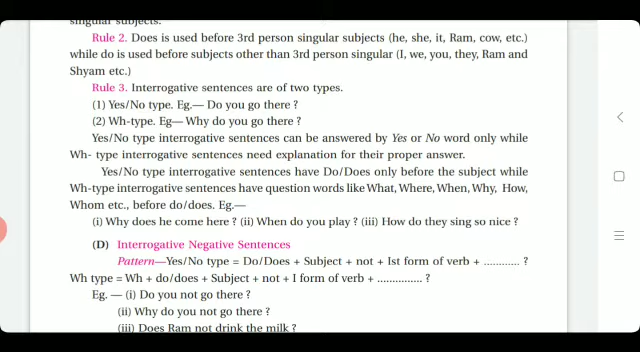 singular subjects.
Rule 2. Does is used before 3rd person singular subjects (he, she, it, Ram, cow, etc.)
while do is used before subjects other than 3rd person singular (I, we, you, they, Ram and
Shyam etc.)
Rule 3. Interrogative sentences are of two types.
(1) Yes/No type. Eg.— Do you go there ?
(2) Wh-type. Eg— Why do you go there ?
Yes/No type interrogative sentences can be answered by Yes or No word only while
Wh- type interrogative sentences need explanation for their proper answer.
Yes/No type interrogative sentences have Do/Does only before the subject while
Wh-type interrogative sentences have question words like What, Where, When, Why, How,
Whom etc., before do/does. Eg.—
(i) Why does he come here ? (ii) When do you play ? (iii) How do they sing so nice ?
(D) Interrogative Negative Sentences
Pattern—Yes/No type = Do/Does + Subject + not + Ist form of verb + ............ ?
Wh type = Wh + do/does + Subject + not + I form of verb + ............... ?
Eg. — (i) Do you not go there ?
(ii) Why do you not go there ?
(iii) Does Ram not drink the milk ?